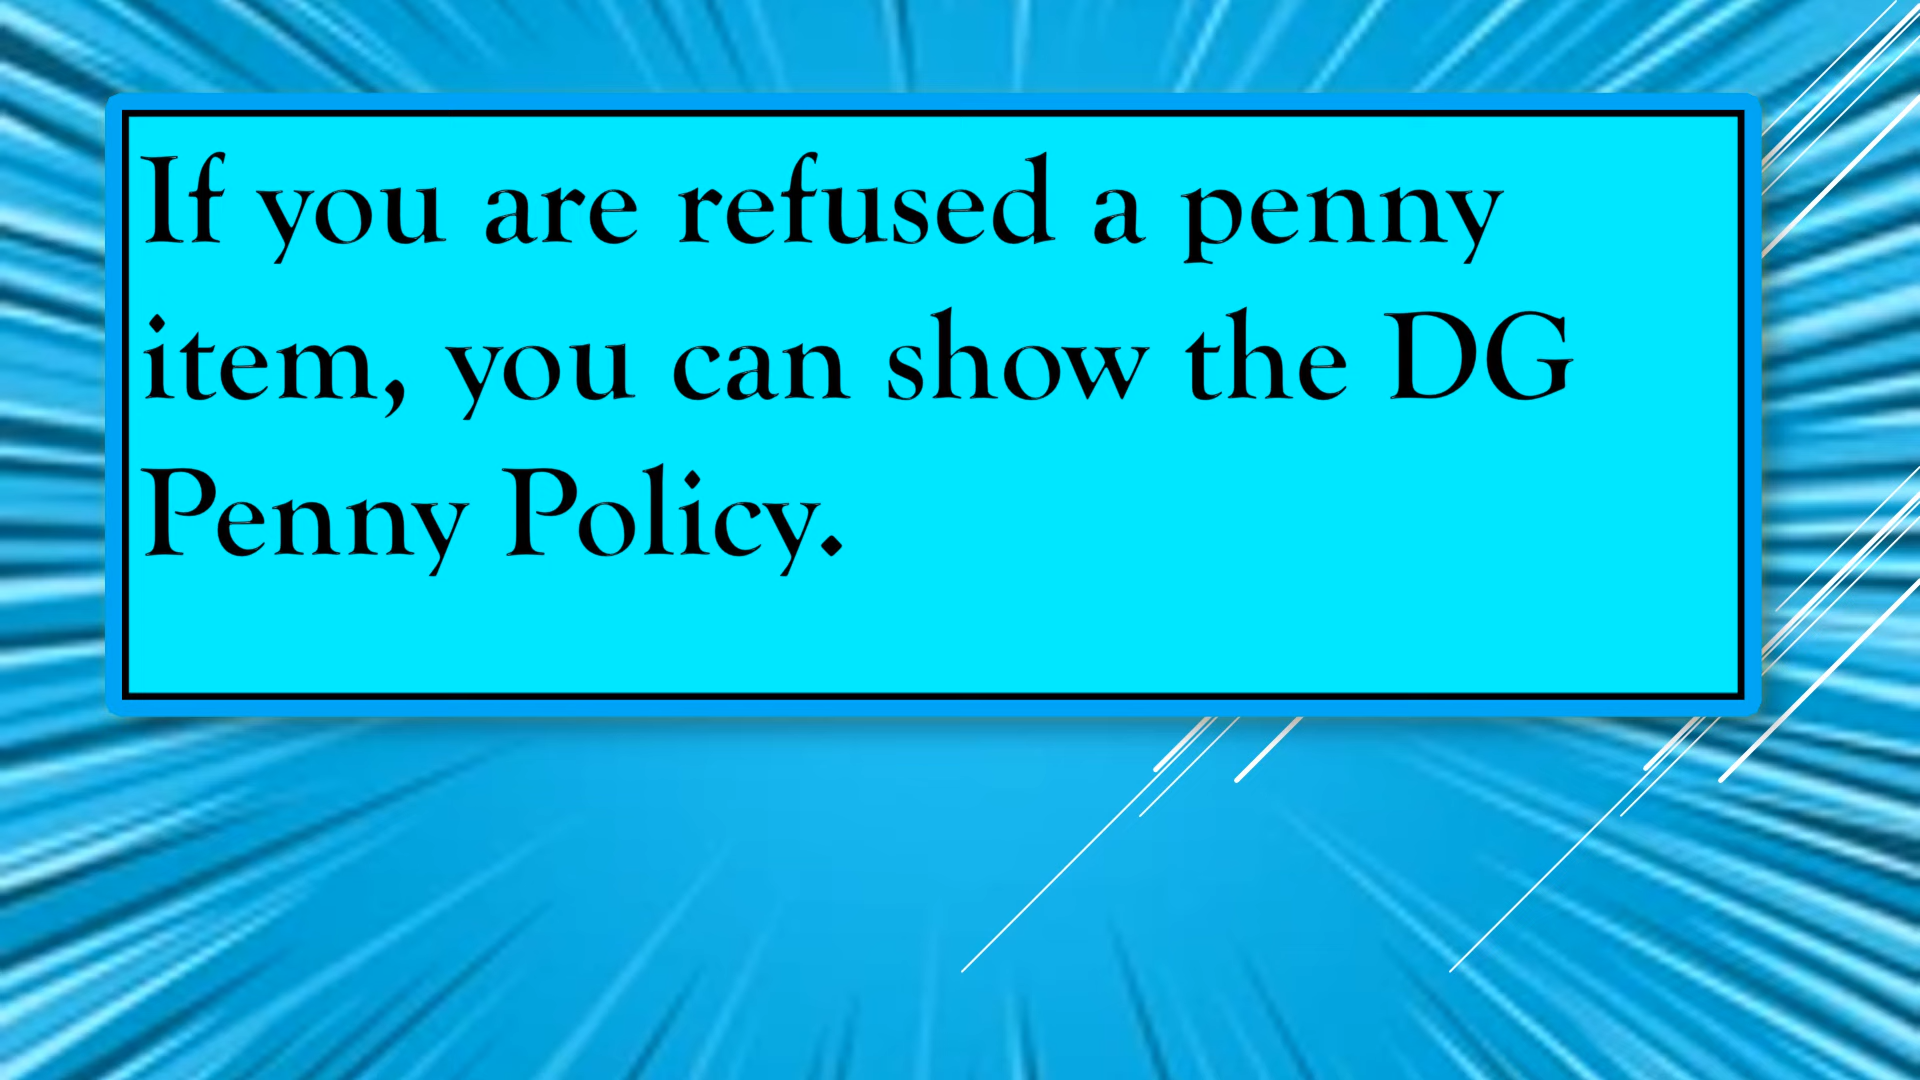 If you are refused a penny
item, you can show the DG
Penny Policy.